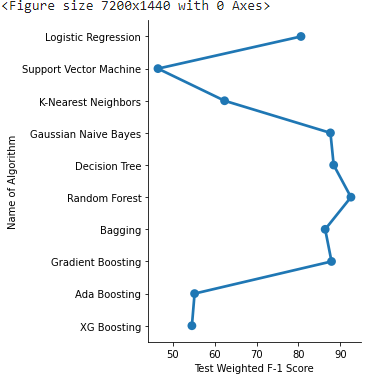 <Figure size 7200x1440 with 0 Axes>
Name of Algorithm
Logistic Regression
Support Vector Machine
K-Nearest Neighbors
Gaussian Naive Bayes
Decision Tree
Random Forest
Bagging
Gradient Boosting
Ada Boosting
XG Boosting
50 60 70 80 90
Test Weighted F-1 Score